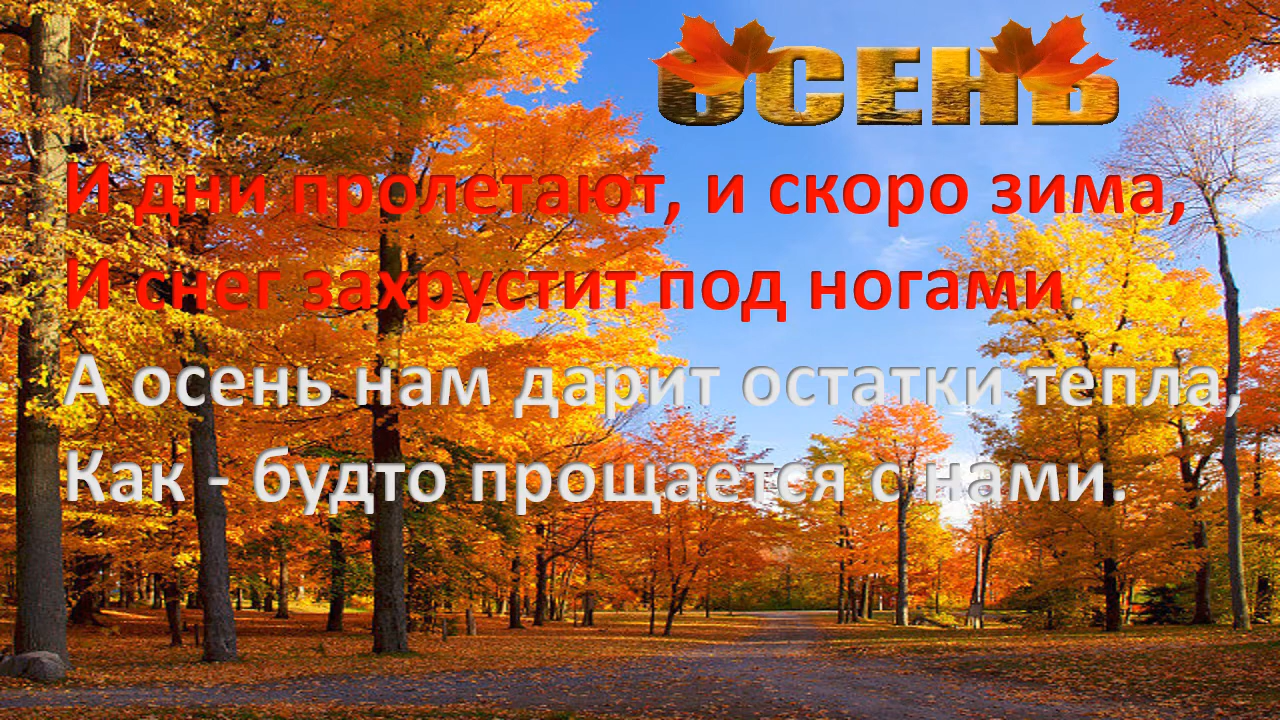 ОСЕНЬ
И дни пролетают, и скоро зима,
И снег захрустит под ногами.
А осень нам дарит остатки тепла,
Как - будто прощается с нами.